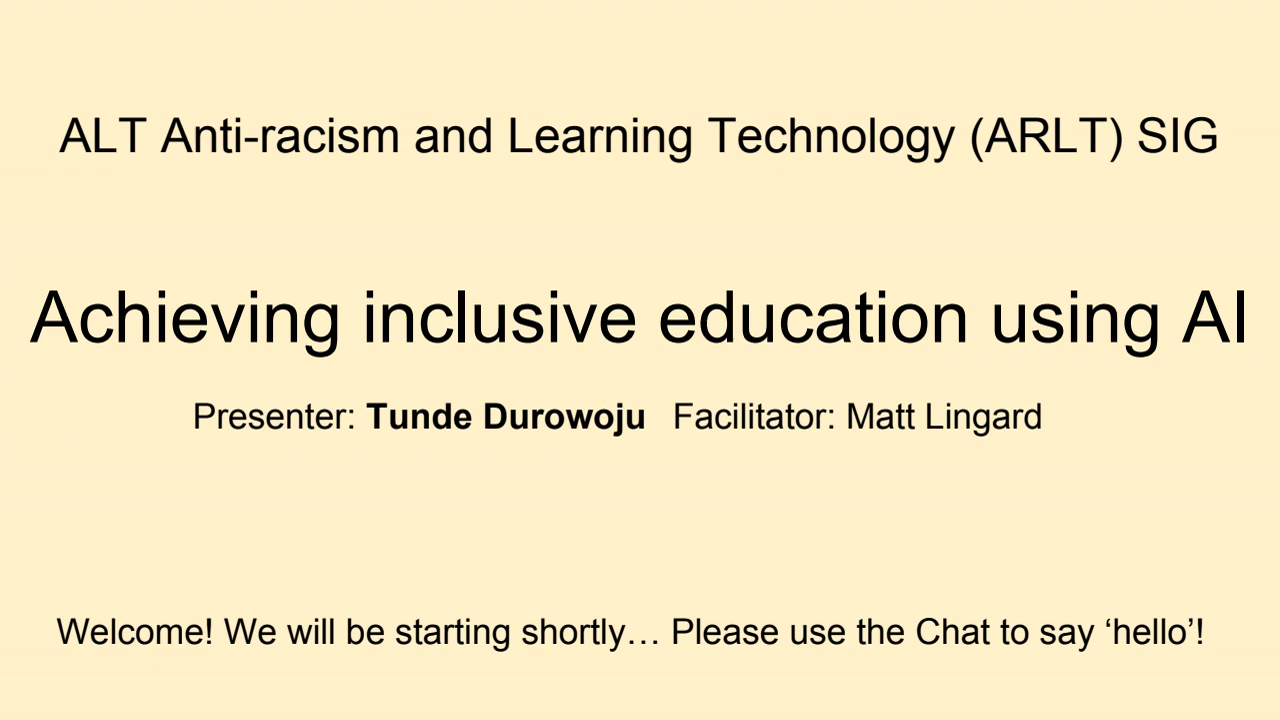 ALT Anti-racism and Learning Technology (ARLT) SIG
Achieving inclusive education using AI
Presenter: Tunde Durowoju Facilitator: Matt Lingard
Welcome! We will be starting shortly… Please use the Chat to say ‘hello’!